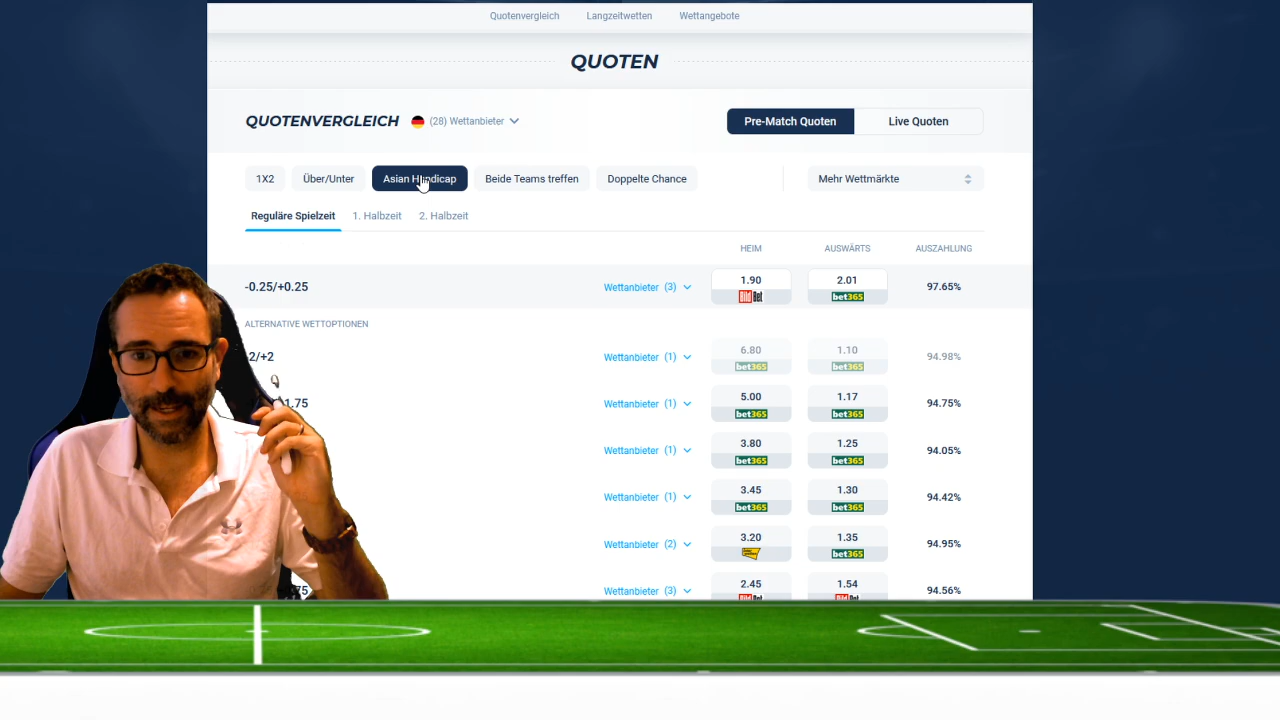 Quotenvergleich Langzeitwetten Wettangebote
QUOTEN
QUOTENVERGLEICH (28) Wettanbieter Pre-Match Quoten Live Quoten
1X2 Über/Unter Asian Handicap Beide Teams treffen Doppelte Chance Mehr Wettmärkte
Reguläre Spielzeit 1. Halbzeit 2. Halbzeit
HEIM AUSWÄRTS AUSZAHLUNG
-0.25/+0.25 Wettanbieter (3) 1.90 2.01 97.65%
BildBet bet365
ALTERNATIVE WETTOPTIONEN
2/+2 Wettanbieter (1) 6.80 1.10 94.98%
bet365 bet365
1.75 Wettanbieter (1) 5.00 1.17 94.75%
bet365 bet365
Wettanbieter (1) 3.80 1.25 94.05%
bet365 bet365
Wettanbieter (1) 3.45 1.30 94.42%
bet365 bet365
Wettanbieter (2) 3.20 1.35 94.95%
bet365
75 Wettanbieter (3) 2.45 1.54 94.56%